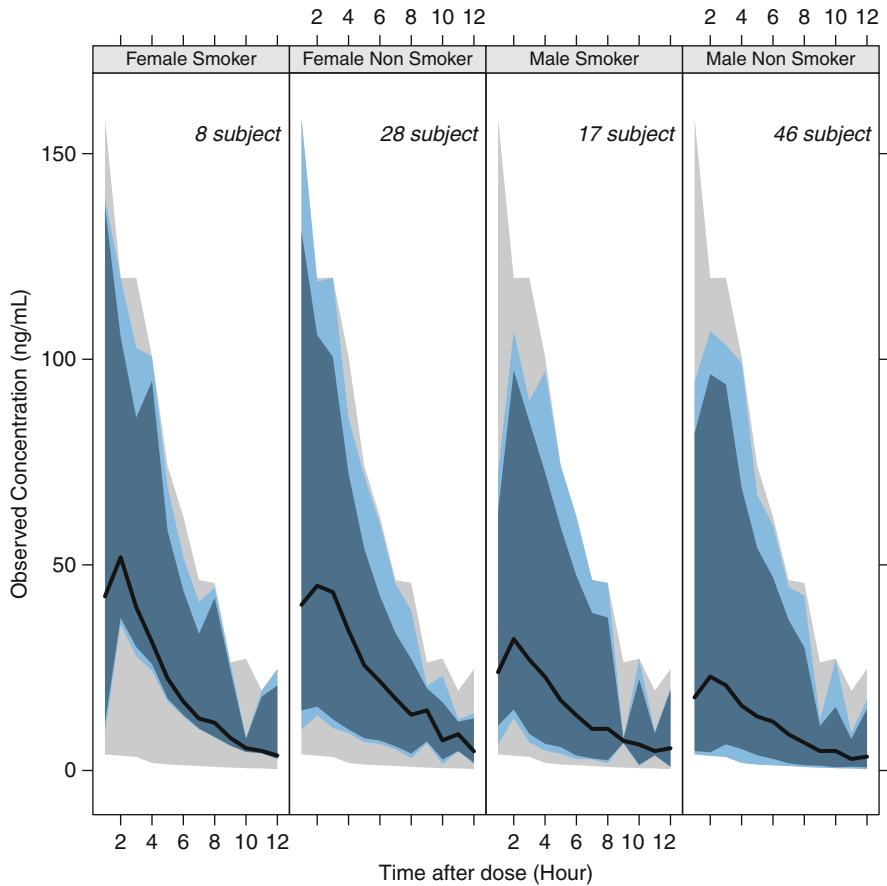 2 4 6 8 10 12 2 4 6 8 10 12
Female Smoker Female Non Smoker Male Smoker Male Non Smoker
8 subject 28 subject 17 subject 46 subject
150
100
50
0
Observed Concentration (ng/mL)
2 4 6 8 10 12 2 4 6 8 10 12
Time after dose (Hour)